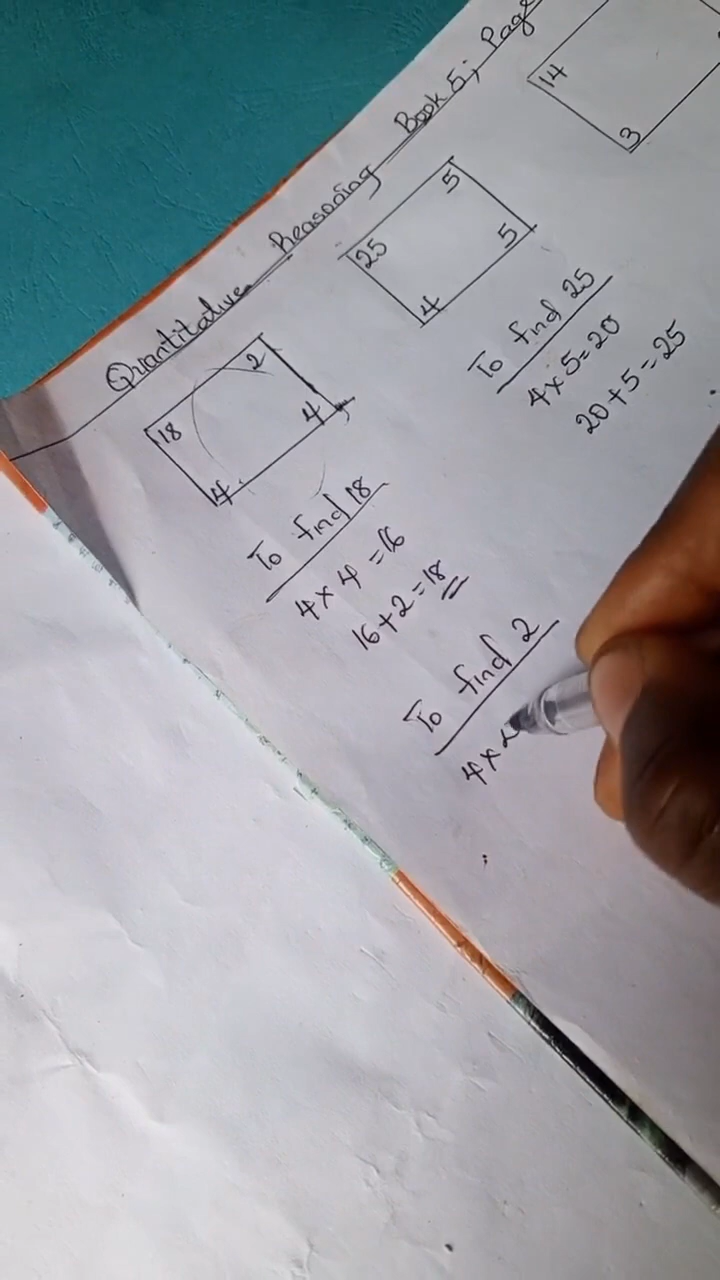 Quantitative Reasoning Book 5; Page
18 2
4 4
To find 18
4 × 4 = 16
16 + 2 = 18
To find 2
4 ×
25 5
4 5
To find 25
4 × 5 = 20
20 + 5 = 25
14
3